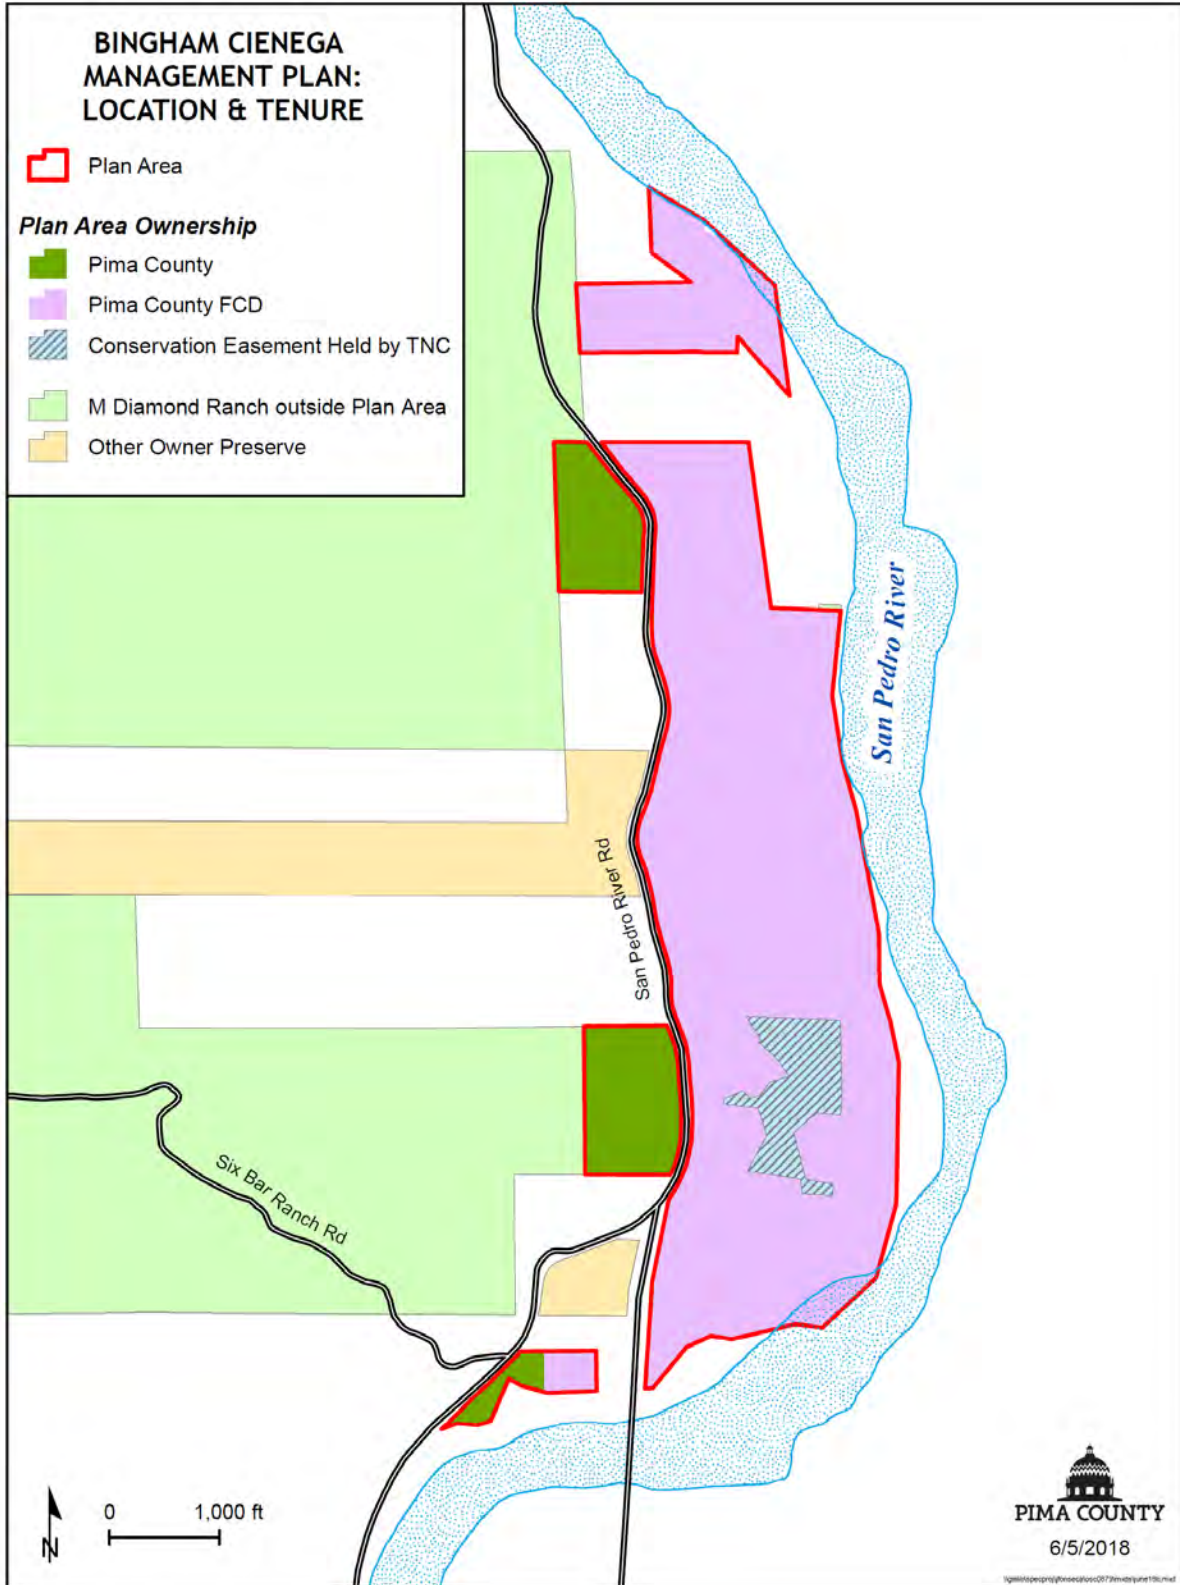 BINGHAM CIENEGA
MANAGEMENT PLAN:
LOCATION & TENURE
Plan Area
Plan Area Ownership
Pima County
Pima County FCD
Conservation Easement Held by TNC
M Diamond Ranch outside Plan Area
Other Owner Preserve
San Pedro River
San Pedro River Rd
Six Bar Ranch Rd
0 1,000 ft
N
PIMA COUNTY
6/5/2018